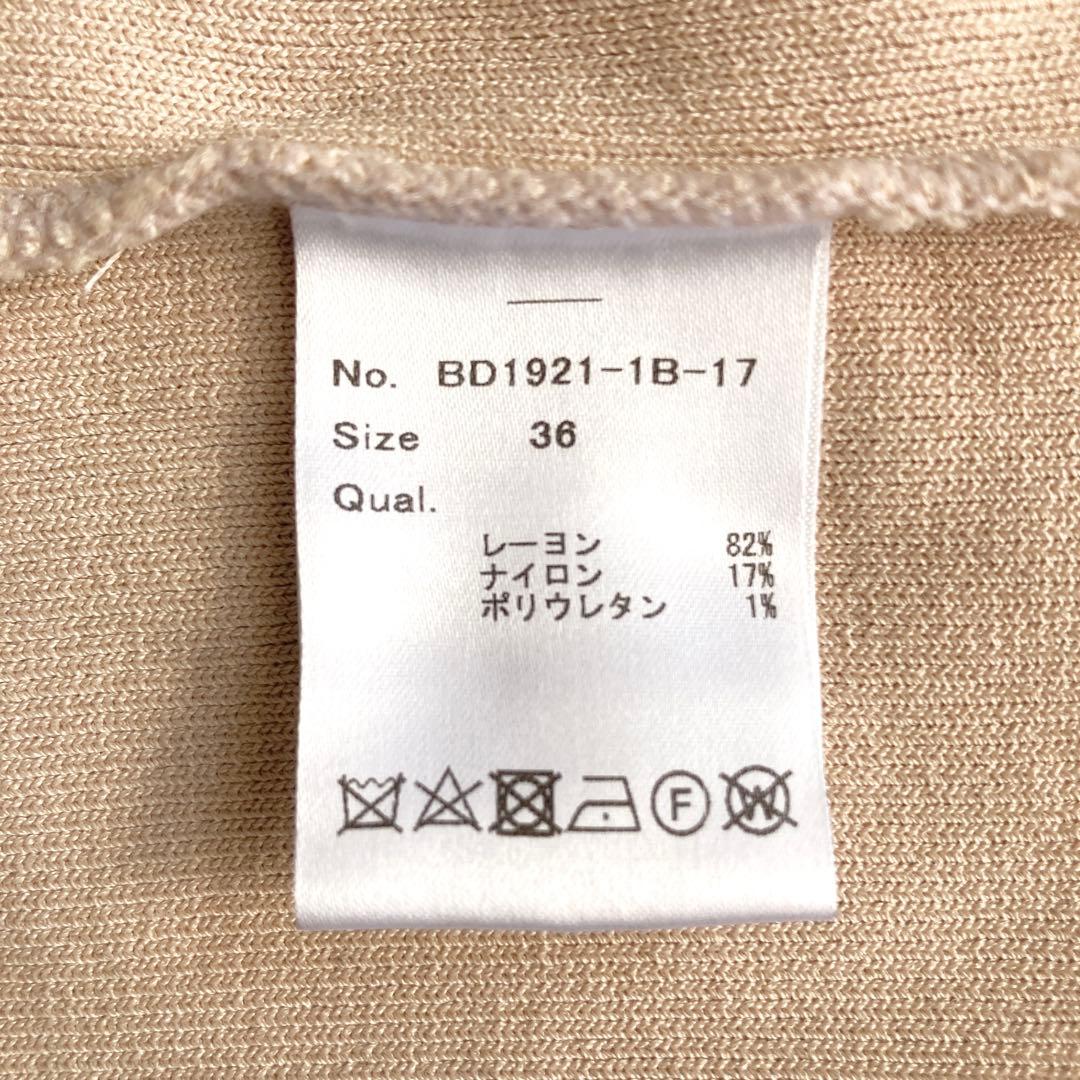 No. BD1921-1B-17
Size 36
Qual.
レーヨン 82%
ナイロン 17%
ポリウレタン 1%
F W